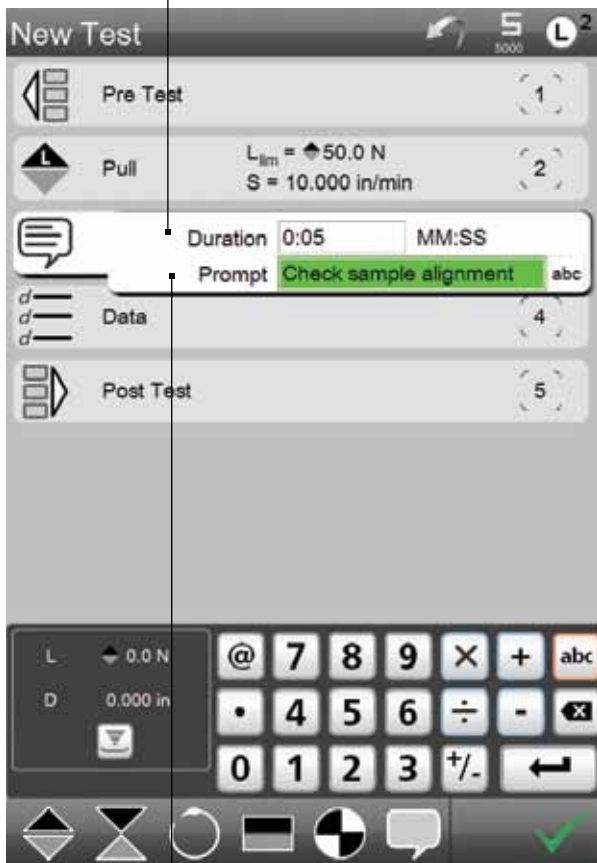 New Test S 5000 L 2
Pre Test 1
L Pull Llim = 50.0 N 2
S = 10.000 in/min
Duration 0:05 MM:SS
Prompt Check sample alignment abc
d
d Data 4
d
Post Test 5
L 0.0 N @ 7 8 9 × + abc
D 0.000 in • 4 5 6 ÷ -
0 1 2 3 +/-